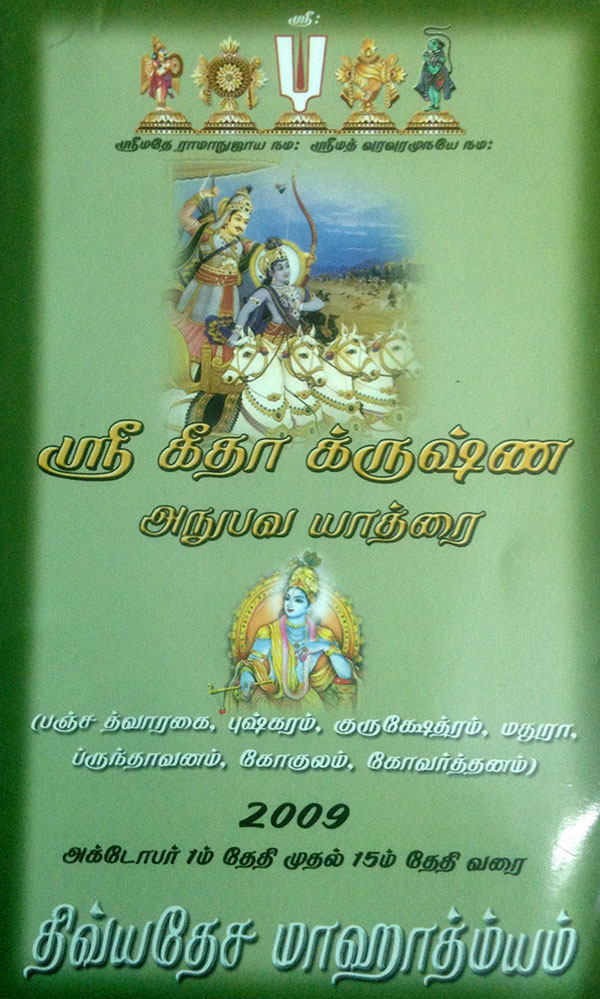 ஸ்ரீ:
ஸ்ரீமதே ராமாநுஜாய நம: ஸ்ரீமத் வரவரமுநயே நம:
ஸ்ரீ கீதா க்ருஷ்ண
அநுபவ யாத்ரை
(பஞ்ச த்வாரகை, புஷ்கரம், குருக்ஷேத்ரம், மதுரா,
ப்ருந்தாவனம், கோகுலம், கோவர்த்தனம்)
2009
அக்டோபர் 1ம் தேதி முதல் 15ம் தேதி வரை
திவ்யதேச மாஹாத்ம்யம்